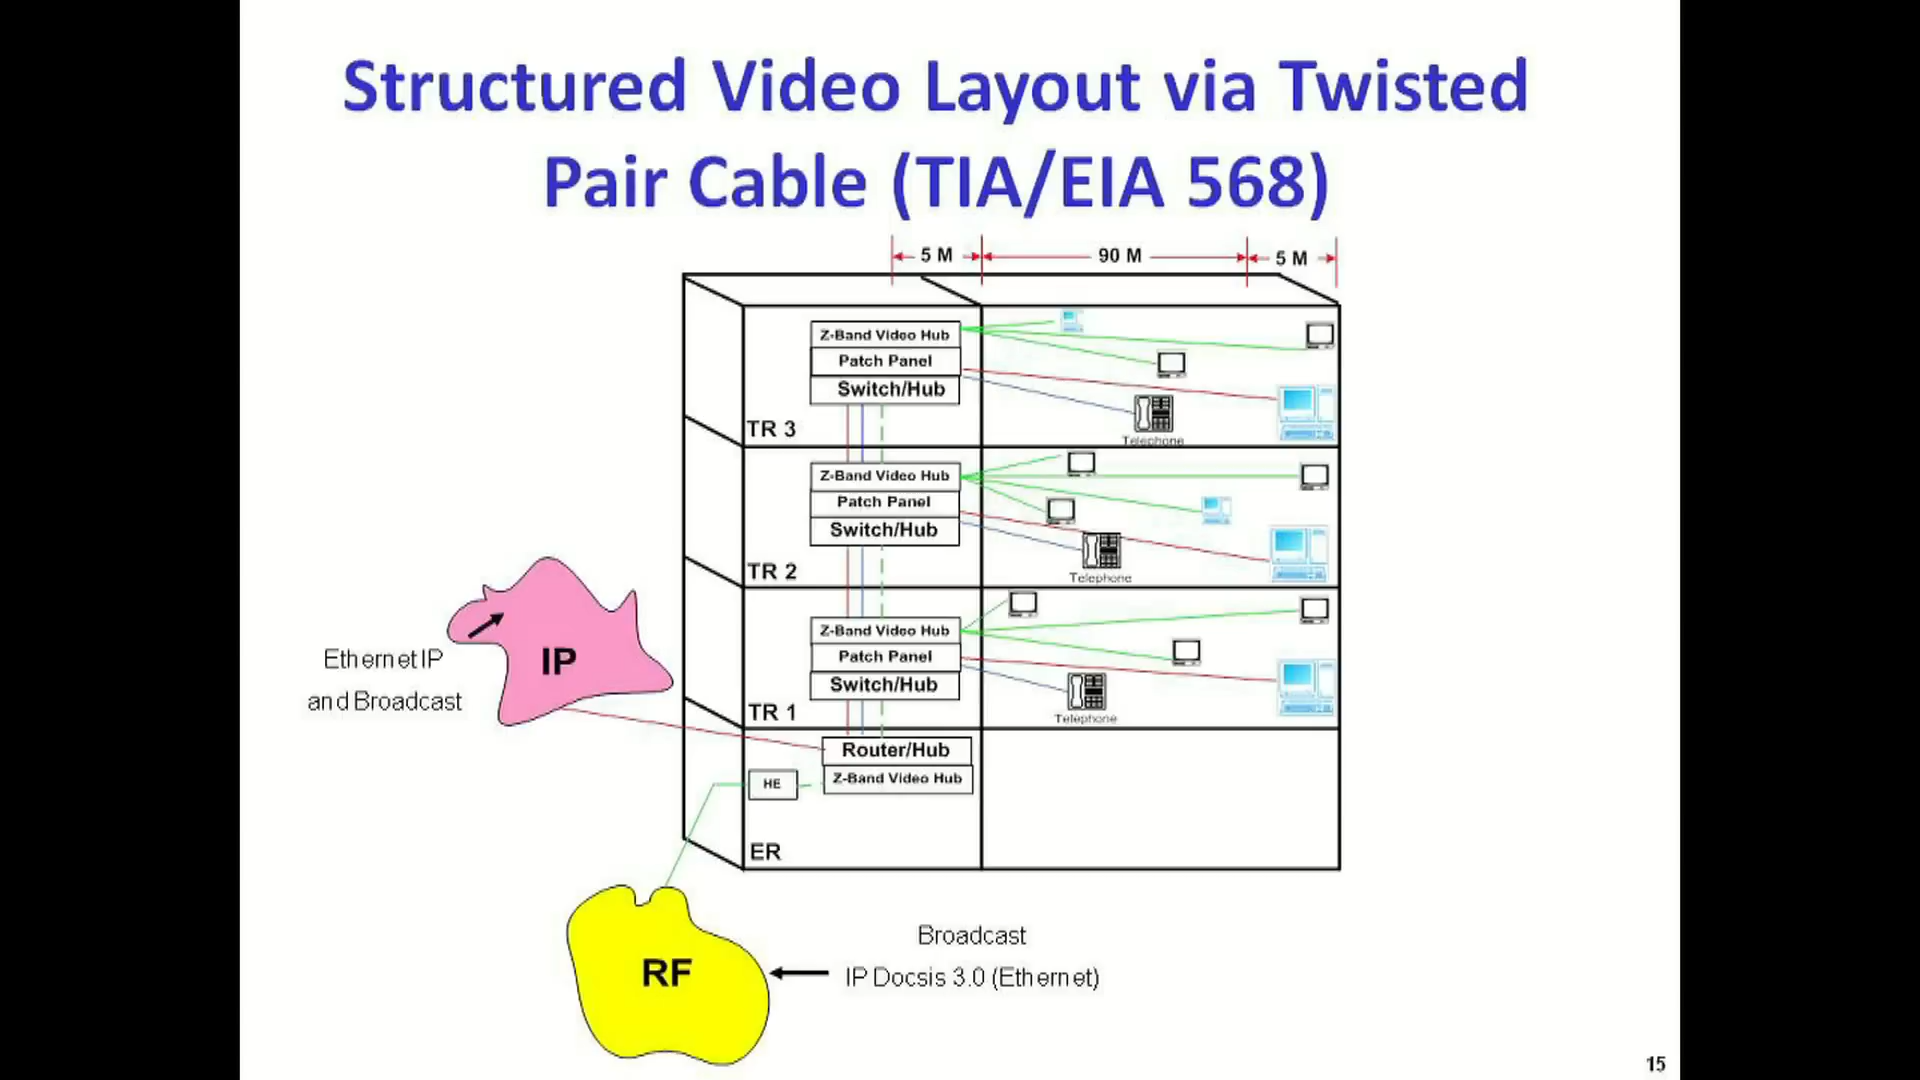 Structured Video Layout via Twisted
Pair Cable (TIA/EIA 568)
5 M
90 M
5 M
Z-Band Video Hub
Patch Panel
Switch/Hub
TR 3
Telephone
Z-Band Video Hub
Patch Panel
Switch/Hub
TR 2
Telephone
Z-Band Video Hub
Patch Panel
Switch/Hub
TR 1
Telephone
Ethernet IP
and Broadcast
IP
Router/Hub
Z-Band Video Hub
HE
ER
RF
Broadcast
IP Docsis 3.0 (Ethernet)
15